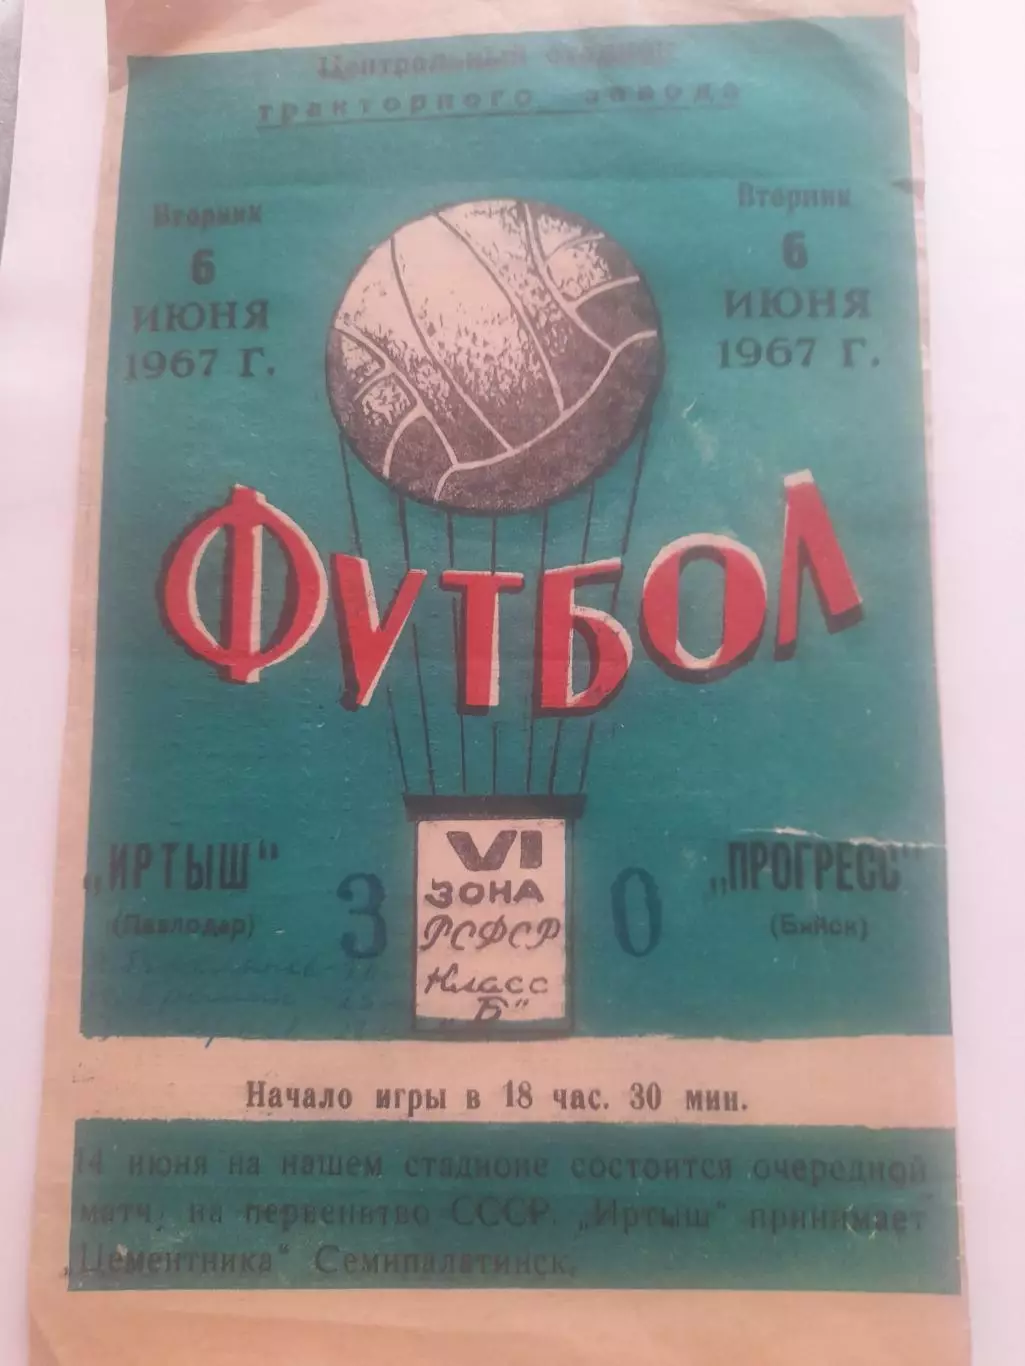 Центральный стадион
тракторного завода
Вторник
6
ИЮНЯ
1967 Г.
Вторник
6
ИЮНЯ
1967 Г.
ФУТБОЛ
„ИРТЫШ"
(Павлодар)
3
0
„ПРОГРЕСС"
(Бийск)
VI
ЗОНА
РСФСР
Класс
„Б"
Начало игры в 18 час. 30 мин.
14 июня на нашем стадионе состоится очередной
матч на первенство СССР. „Иртыш" принимает
„Цементника" Семипалатинск.